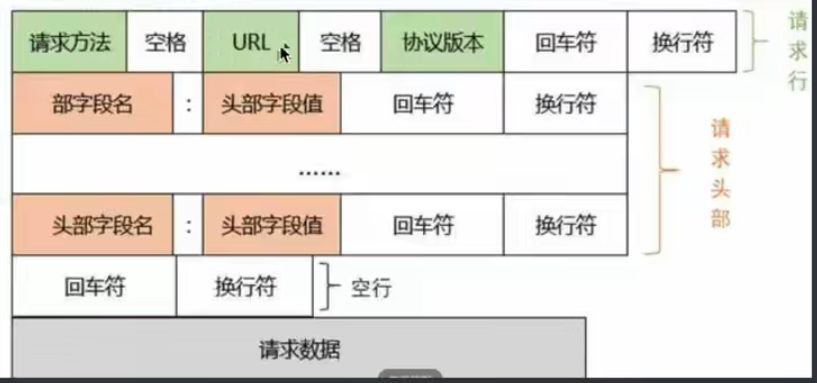 请求方法 空格 URL 空格 协议版本 回车符 换行符 请求行
部字段名 : 头部字段值 回车符 换行符
……
请求头部
头部字段名 : 头部字段值 回车符 换行符
回车符 换行符 空行
请求数据